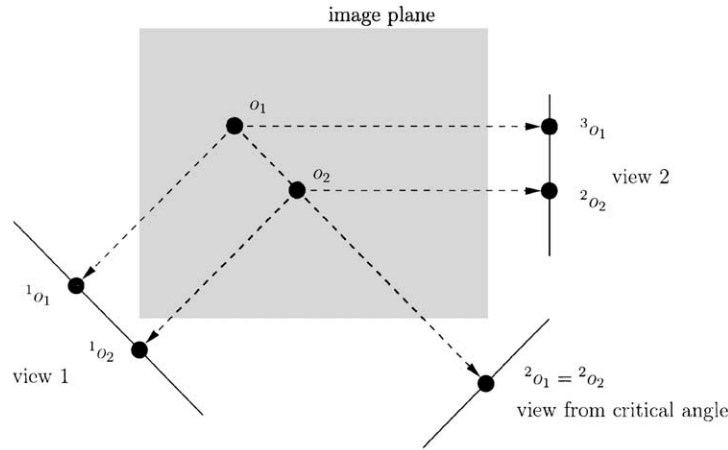 image plane
o₁
³o₁
o₂
view 2
²o₂
¹o₁
¹o₂
view 1
²o₁ = ²o₂
view from critical angle